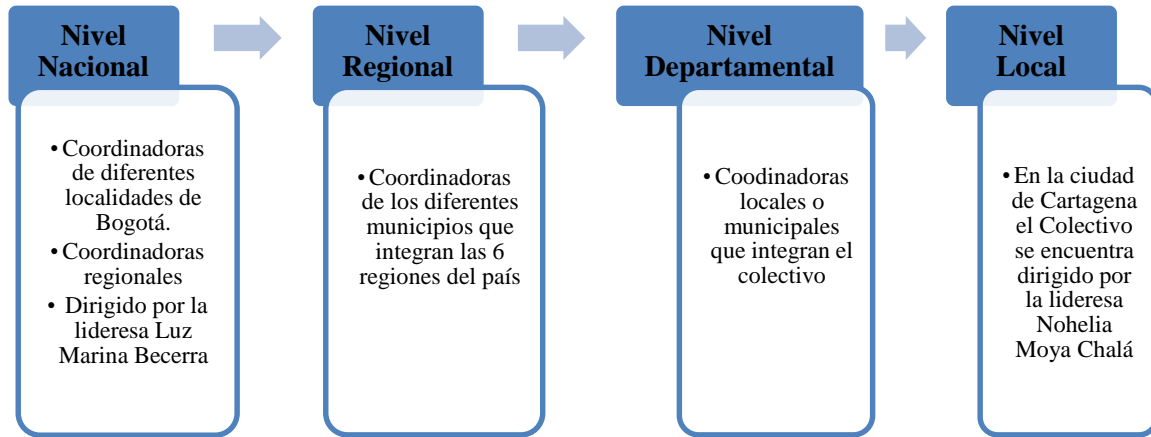 Nivel
Nacional
• Coordinadoras
de diferentes
localidades de
Bogotá.
• Coordinadoras
regionales
• Dirigido por la
lideresa Luz
Marina Becerra
Nivel
Regional
• Coordinadoras
de los diferentes
municipios que
integran las 6
regiones del país
Nivel
Departamental
• Coodinadoras
locales o
municipales
que integran el
colectivo
Nivel
Local
• En la ciudad
de Cartagena
el Colectivo
se encuentra
dirigido por
la lideresa
Nohelia
Moya Chalá